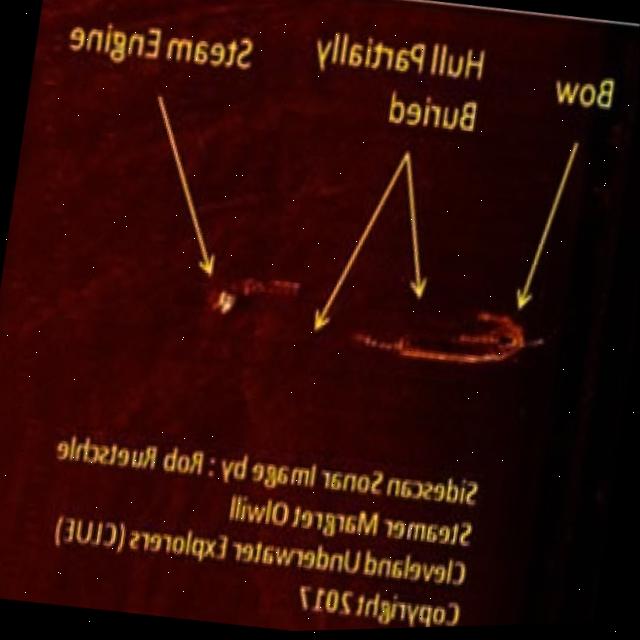 Bow
Hull Partially
Buried
Steam Engine
Sidescan Sonar Image by : Rob Ruetschle
Steamer Margret Olwill
Cleveland Underwater Explorers (CLUE)
Copyright 2017